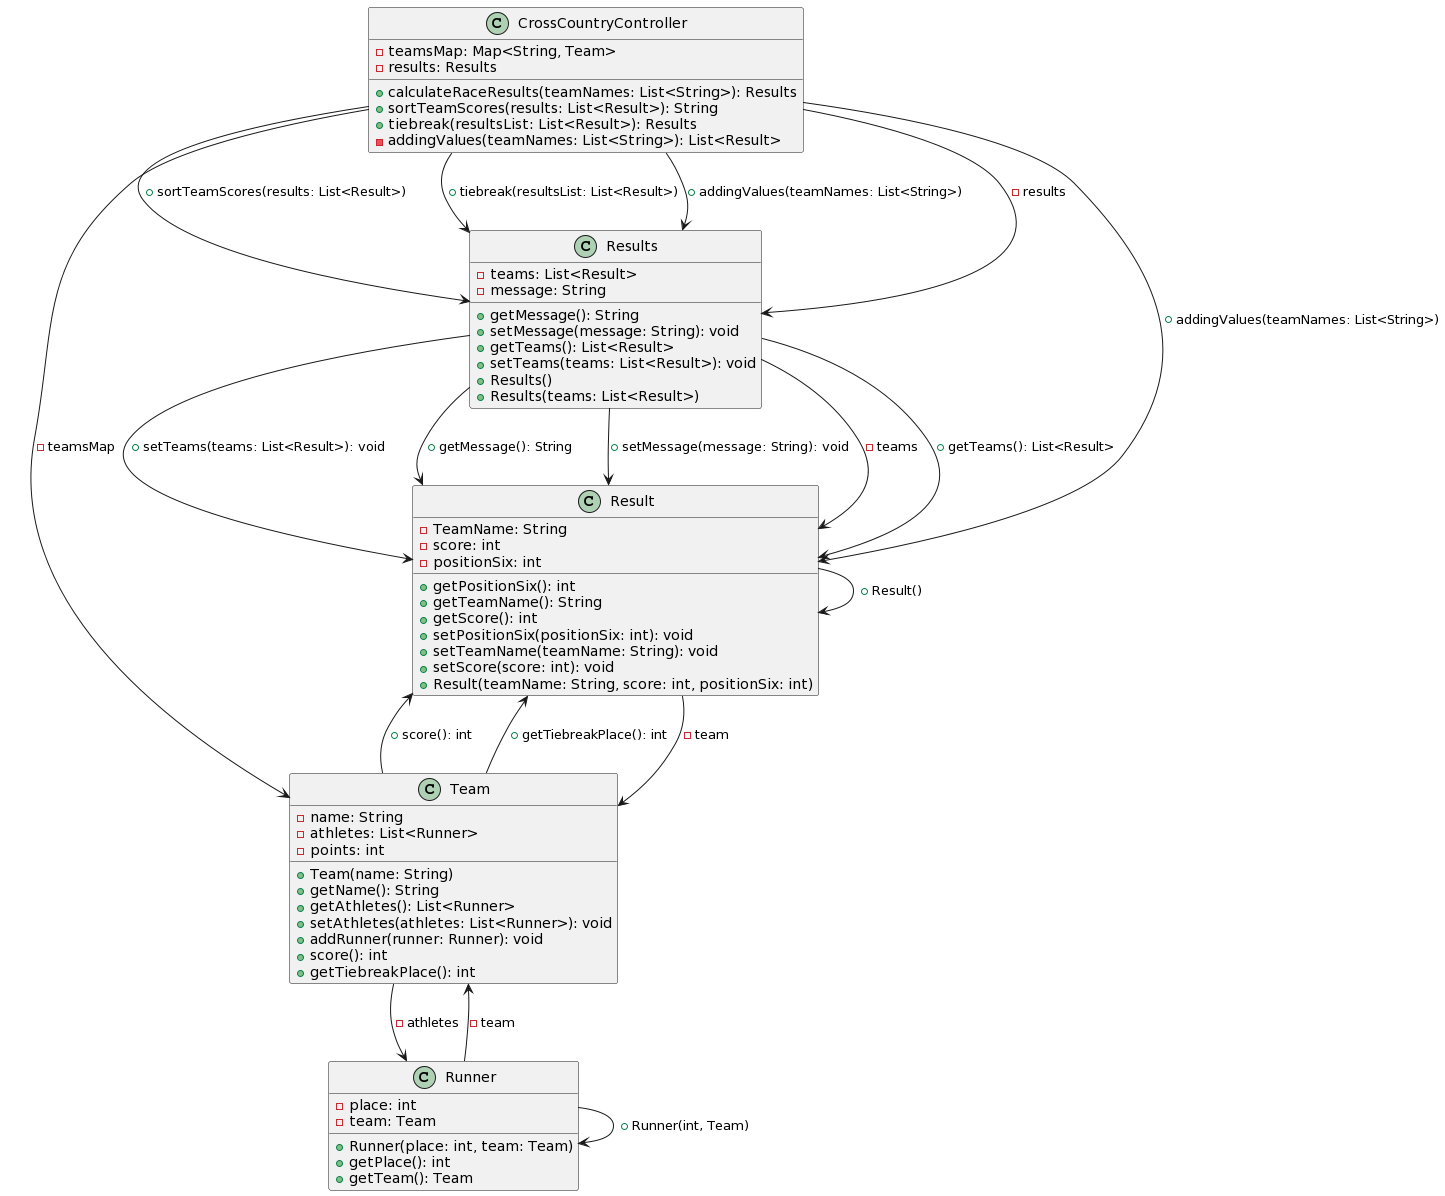 C CrossCountryController
teamsMap: Map<String, Team>
results: Results
calculateRaceResults(teamNames: List<String>): Results
sortTeamScores(results: List<Result>): String
tiebreak(resultsList: List<Result>): Results
addingValues(teamNames: List<String>): List<Result>
sortTeamScores(results: List<Result>)
tiebreak(resultsList: List<Result>)
addingValues(teamNames: List<String>)
results
C Results
teams: List<Result>
message: String
getMessage(): String
setMessage(message: String): void
getTeams(): List<Result>
setTeams(teams: List<Result>): void
Results()
Results(teams: List<Result>)
addingValues(teamNames: List<String>)
teamsMap
setTeams(teams: List<Result>): void
getMessage(): String
setMessage(message: String): void
teams
getTeams(): List<Result>
C Result
TeamName: String
score: int
positionSix: int
getPositionSix(): int
getTeamName(): String
getScore(): int
setPositionSix(positionSix: int): void
setTeamName(teamName: String): void
setScore(score: int): void
Result(teamName: String, score: int, positionSix: int)
Result()
score(): int
getTiebreakPlace(): int
team
C Team
name: String
athletes: List<Runner>
points: int
Team(name: String)
getName(): String
getAthletes(): List<Runner>
setAthletes(athletes: List<Runner>): void
addRunner(runner: Runner): void
score(): int
getTiebreakPlace(): int
athletes
team
C Runner
place: int
team: Team
Runner(place: int, team: Team)
getPlace(): int
getTeam(): Team
Runner(int, Team)